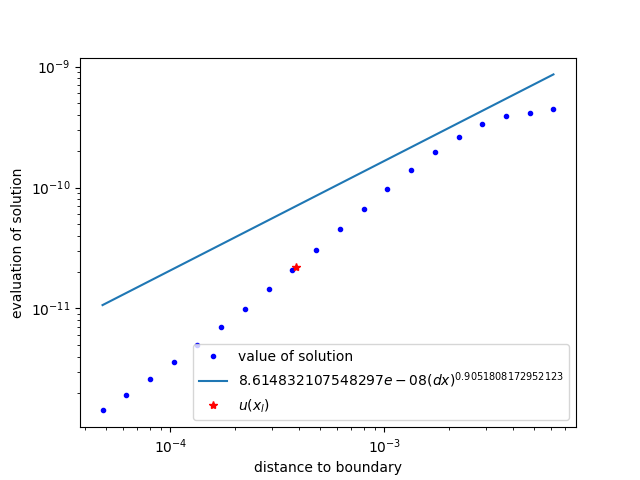 10⁻⁹
10⁻¹⁰
10⁻¹¹
evaluation of solution
value of solution
8.614832107548297e − 08(dx)^0.9051808172952123
u(x_l)
10⁻⁴
10⁻³
distance to boundary